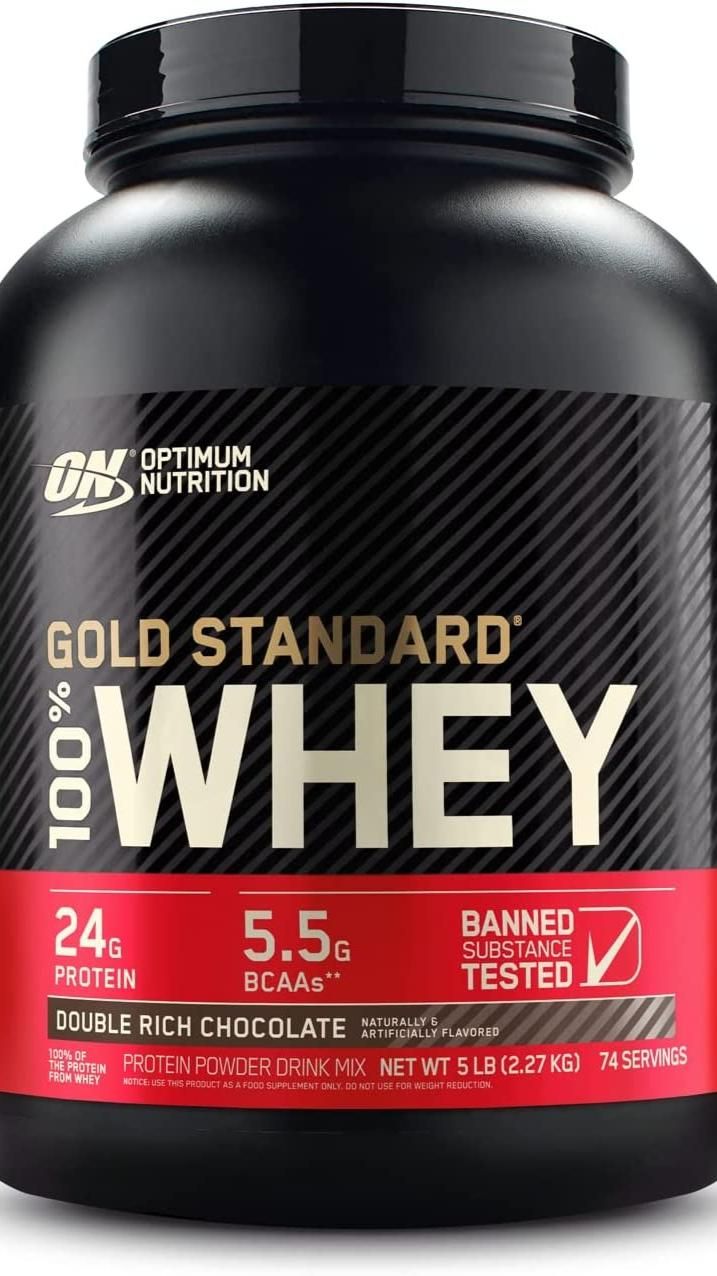 ON® OPTIMUM
NUTRITION
GOLD STANDARD®
100% WHEY
24G
PROTEIN
5.5G
BCAAs**
BANNED
SUBSTANCE
TESTED
DOUBLE RICH CHOCOLATE
NATURALLY &
ARTIFICIALLY FLAVORED
100% OF
THE PROTEIN
FROM WHEY
PROTEIN POWDER DRINK MIX NET WT 5 LB (2.27 KG) 74 SERVINGS
NOTICE: USE THIS PRODUCT AS A FOOD SUPPLEMENT ONLY. DO NOT USE FOR WEIGHT REDUCTION.